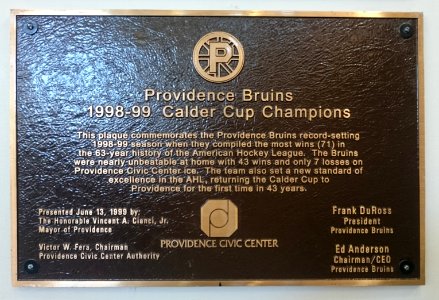 P
Providence Bruins
1998-99 Calder Cup Champions
This plaque commemorates the Providence Bruins record-setting
1998-99 season when they compiled the most wins (71) in
the 63-year history of the American Hockey League. The Bruins
were nearly unbeatable at home with 43 wins and only 7 losses on
Providence Civic Center ice. The team also set a new standard of
excellence in the AHL, returning the Calder Cup to
Providence for the first time in 43 years.
Presented June 13, 1999 by:
The Honorable Vincent A. Cianci, Jr.
Mayor of Providence
Victor W. Fera, Chairman
Providence Civic Center Authority
PROVIDENCE CIVIC CENTER
Frank DuRoss
President
Providence Bruins
Ed Anderson
Chairman/CEO
Providence Bruins